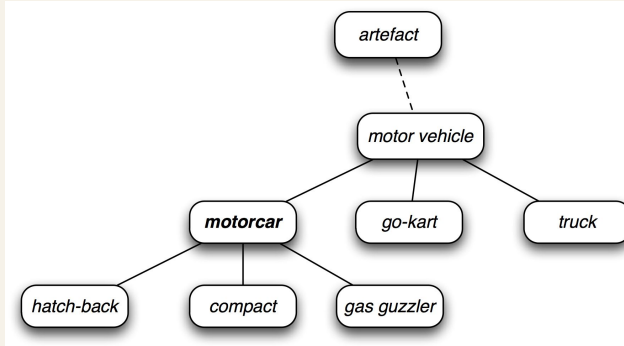 artefact
motor vehicle
motorcar
go-kart
truck
hatch-back
compact
gas guzzler